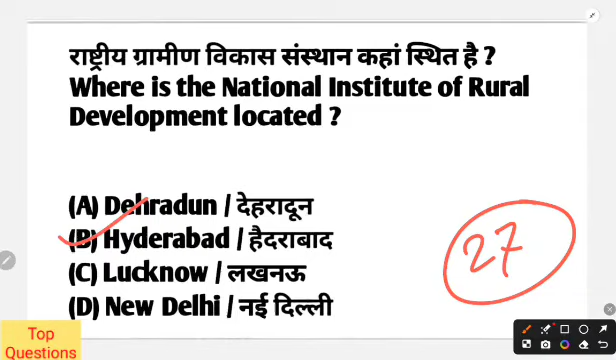 राष्ट्रीय ग्रामीण विकास संस्थान कहां स्थित है ?
Where is the National Institute of Rural
Development located ?
(A) Dehradun / देहरादून
(B) Hyderabad / हैदराबाद
(C) Lucknow / लखनऊ
(D) New Delhi / नई दिल्ली
27
Top
Questions